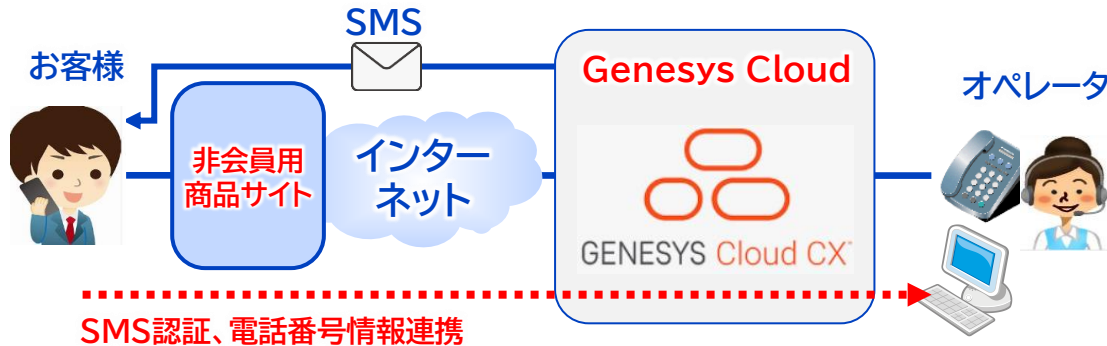 SMS
お客様
Genesys Cloud
オペレータ
非会員用
商品サイト
インター
ネット
GENESYS Cloud CX™
SMS認証、電話番号情報連携